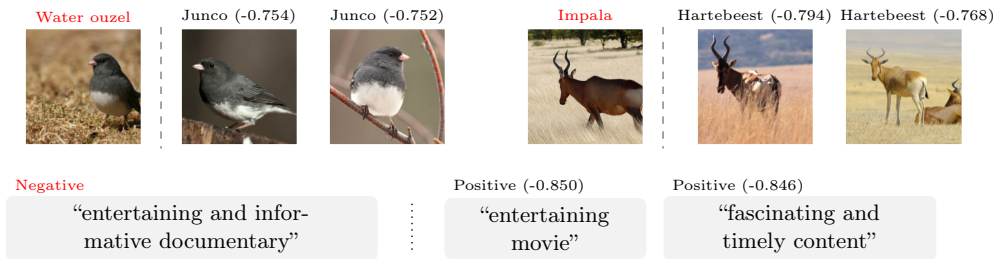 Water ouzel
Junco (-0.754)
Junco (-0.752)
Impala
Hartebeest (-0.794)
Hartebeest (-0.768)
Negative
“entertaining and infor-
mative documentary”
Positive (-0.850)
“entertaining
movie”
Positive (-0.846)
“fascinating and
timely content”